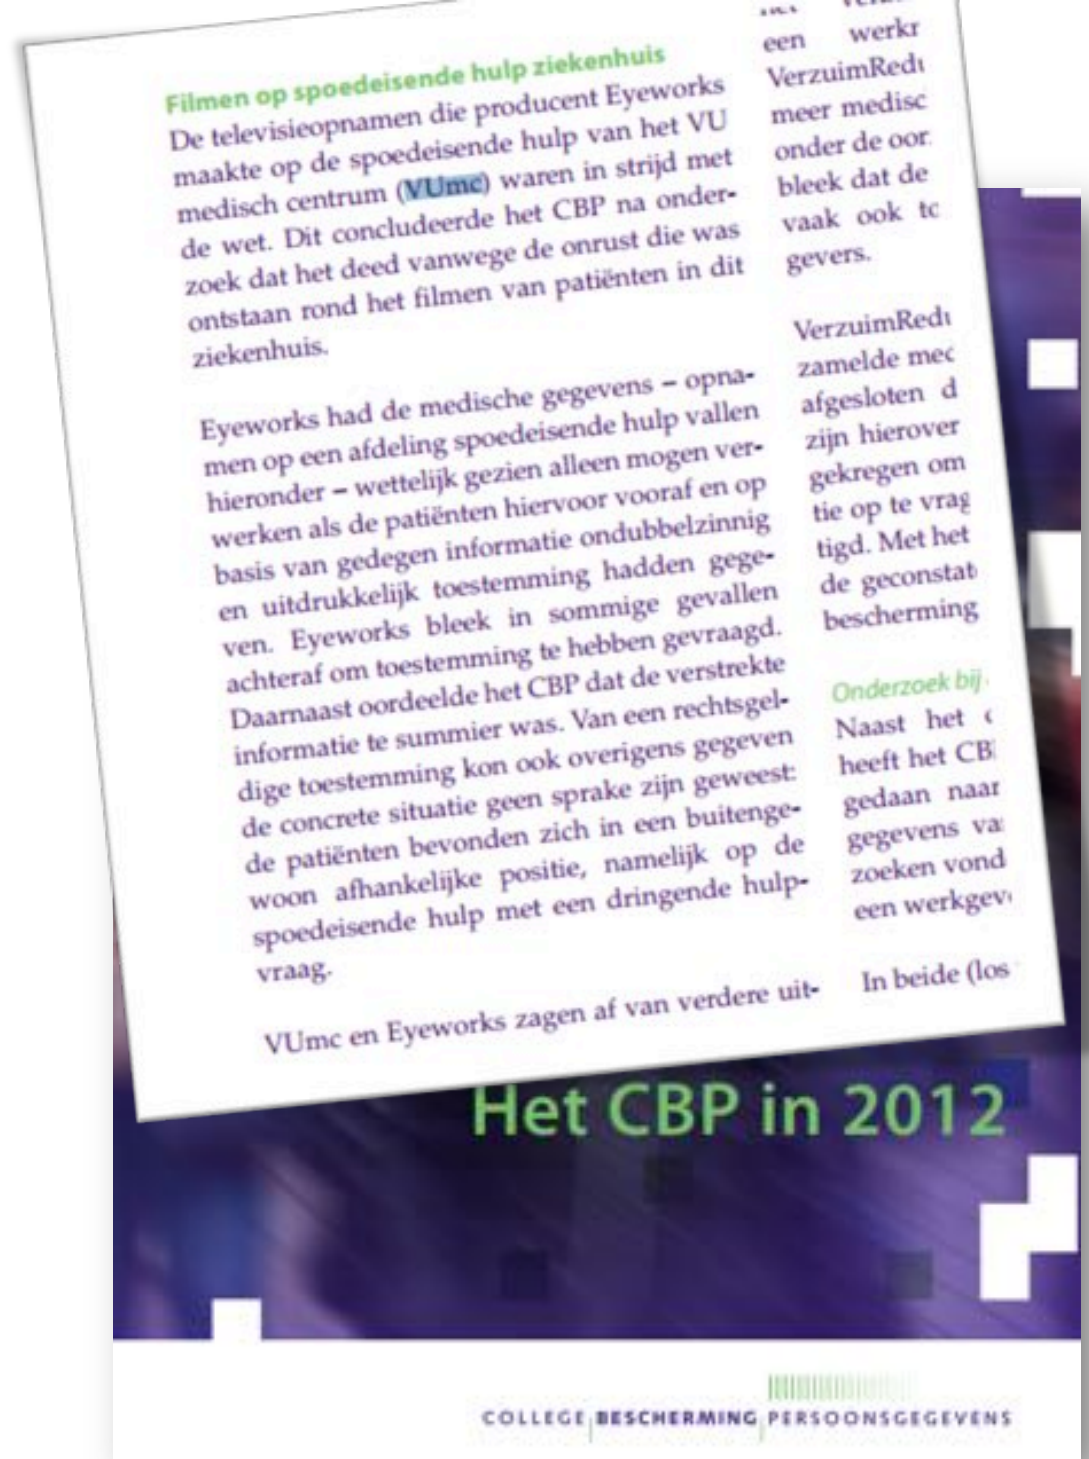 Filmen op spoedeisende hulp ziekenhuis
De televisieopnamen die producent Eyeworks
maakte op de spoedeisende hulp van het VU
medisch centrum (VUmc) waren in strijd met
de wet. Dit concludeerde het CBP na onder-
zoek dat het deed vanwege de onrust die was
ontstaan rond het filmen van patiënten in dit
ziekenhuis.
Eyeworks had de medische gegevens – opna-
men op een afdeling spoedeisende hulp vallen
hieronder – wettelijk gezien alleen mogen ver-
werken als de patiënten hiervoor vooraf en op
basis van gedegen informatie ondubbelzinnig
en uitdrukkelijk toestemming hadden gege-
ven. Eyeworks bleek in sommige gevallen
achteraf om toestemming te hebben gevraagd.
Daarnaast oordeelde het CBP dat de verstrekte
informatie te summier was. Van een rechtsgel-
dige toestemming kon ook overigens gegeven
de concrete situatie geen sprake zijn geweest:
de patiënten bevonden zich in een buitenge-
woon afhankelijke positie, namelijk op de
spoedeisende hulp met een dringende hulp-
vraag.
VUmc en Eyeworks zagen af van verdere uit-
een werkr
VerzuimRedu
meer medisc
onder de oor
bleek dat de
vaak ook to
gevers.
VerzuimRedu
zamelde med
afgesloten d
zijn hierover
gekregen om
tie op te vrag
tigd. Met het
de geconstat
bescherming
Onderzoek bij
Naast het
heeft het CB
gedaan naar
gegevens va
zoeken vond
een werkgev
In beide (los
Het CBP in 2012
COLLEGE BESCHERMING PERSOONSGEGEVENS